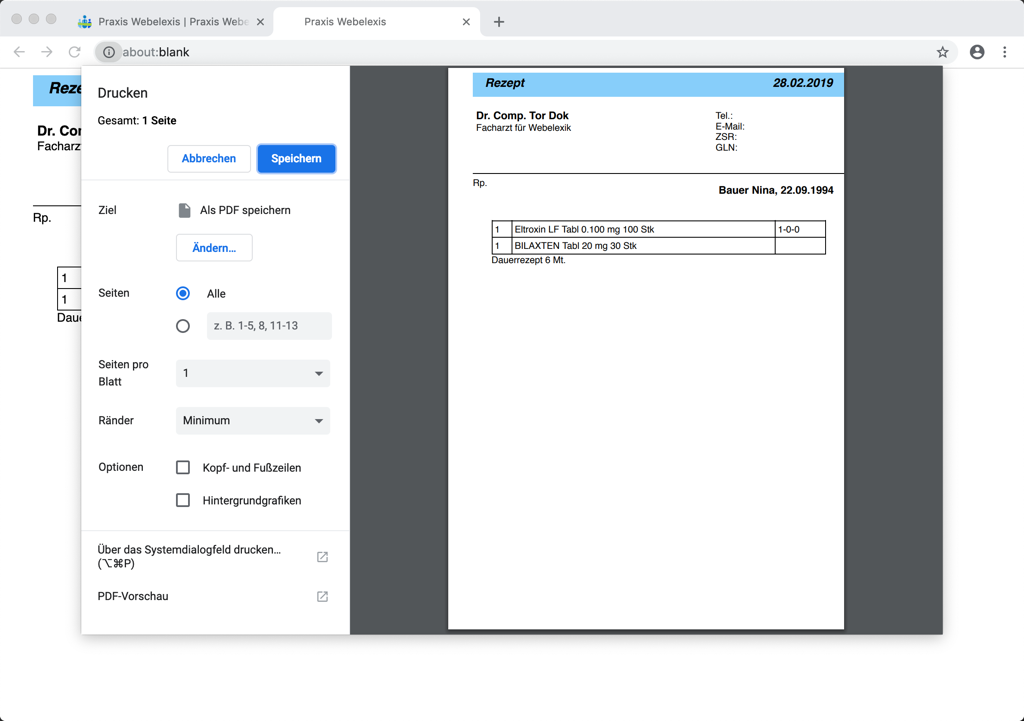 Praxis Webelexis | Praxis Webe
Praxis Webelexis
about:blank
Reze
Dr. Cor
Facharz
Rp.
1
1
Daue
Drucken
Gesamt: 1 Seite
Abbrechen
Speichern
Ziel
Als PDF speichern
Ändern…
Seiten
Alle
z. B. 1-5, 8, 11-13
Seiten pro
Blatt
1
Ränder
Minimum
Optionen
Kopf- und Fußzeilen
Hintergrundgrafiken
Über das Systemdialogfeld drucken…
(⌥⌘P)
PDF-Vorschau
Rezept 28.02.2019
Dr. Comp. Tor Dok
Facharzt für Webelexik
Tel.:
E-Mail:
ZSR:
GLN:
Rp.
Bauer Nina, 22.09.1994
1 Eltroxin LF Tabl 0.100 mg 100 Stk 1-0-0
1 BILAXTEN Tabl 20 mg 30 Stk
Dauerrezept 6 Mt.